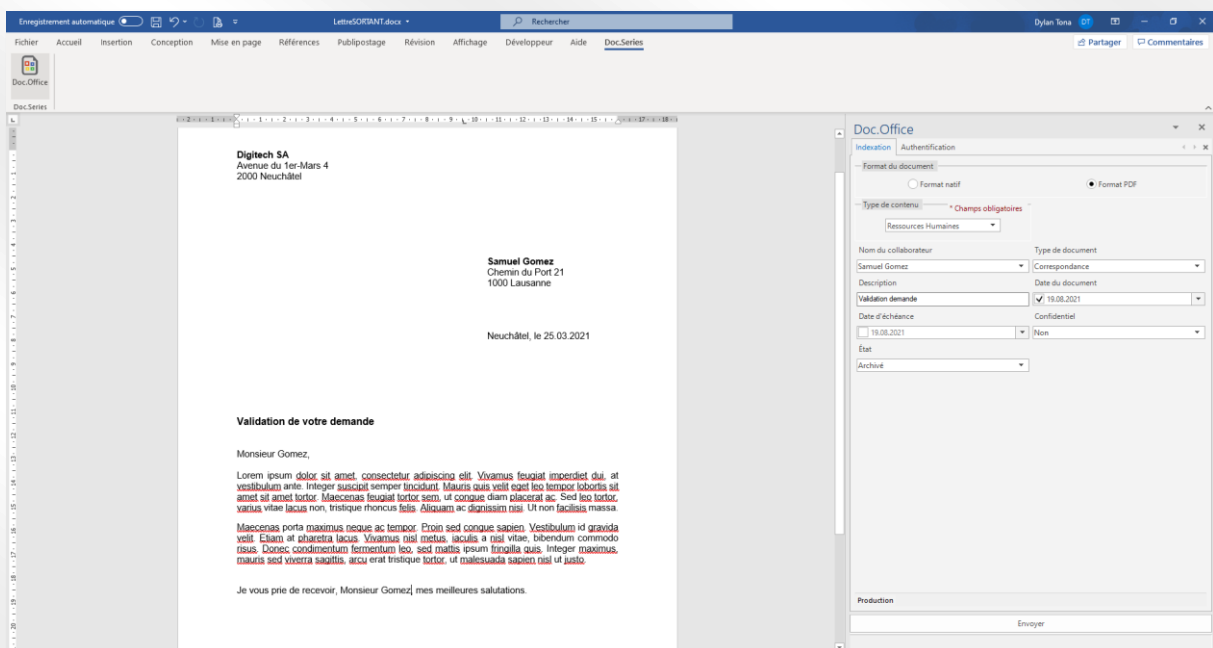 Enregistrement automatique
LettreSORTANT.docx
Rechercher
Dylan Tona DT
Fichier Accueil Insertion Conception Mise en page Références Publipostage Révision Affichage Développeur Aide Doc.Series
Partager Commentaires
Doc.Office
Doc.Series
Digitech SA
Avenue du 1er-Mars 4
2000 Neuchâtel
Samuel Gomez
Chemin du Port 21
1000 Lausanne
Neuchâtel, le 25.03.2021
Validation de votre demande
Monsieur Gomez,
Lorem ipsum dolor sit amet, consectetur adipiscing elit. Vivamus feugiat imperdiet dui, at
vestibulum ante. Integer suscipit semper tincidunt. Mauris quis velit eget leo tempor lobortis sit
amet sit amet tortor. Maecenas feugiat tortor sem, ut congue diam placerat ac. Sed leo tortor,
varius vitae lacus non, tristique rhoncus felis. Aliquam ac dignissim nisi. Ut non facilisis massa.
Maecenas porta maximus neque ac tempor. Proin sed congue sapien. Vestibulum id gravida
velit. Etiam at pharetra lacus. Vivamus nisl metus, iaculis a nisl vitae, bibendum commodo
risus. Donec condimentum fermentum leo, sed mattis ipsum fringilla quis. Integer maximus,
mauris sed viverra sagittis, arcu erat tristique tortor, ut malesuada sapien nisl ut justo.
Je vous prie de recevoir, Monsieur Gomez, mes meilleures salutations.
Doc.Office
Indexation Authentification
Format du document
Format natif Format PDF
Type de contenu * Champs obligatoires
Ressources Humaines
Nom du collaborateur Type de document
Samuel Gomez Correspondance
Description Date du document
Validation demande 19.08.2021
Date d'échéance Confidentiel
19.08.2021 Non
État
Archivé
Production
Envoyer